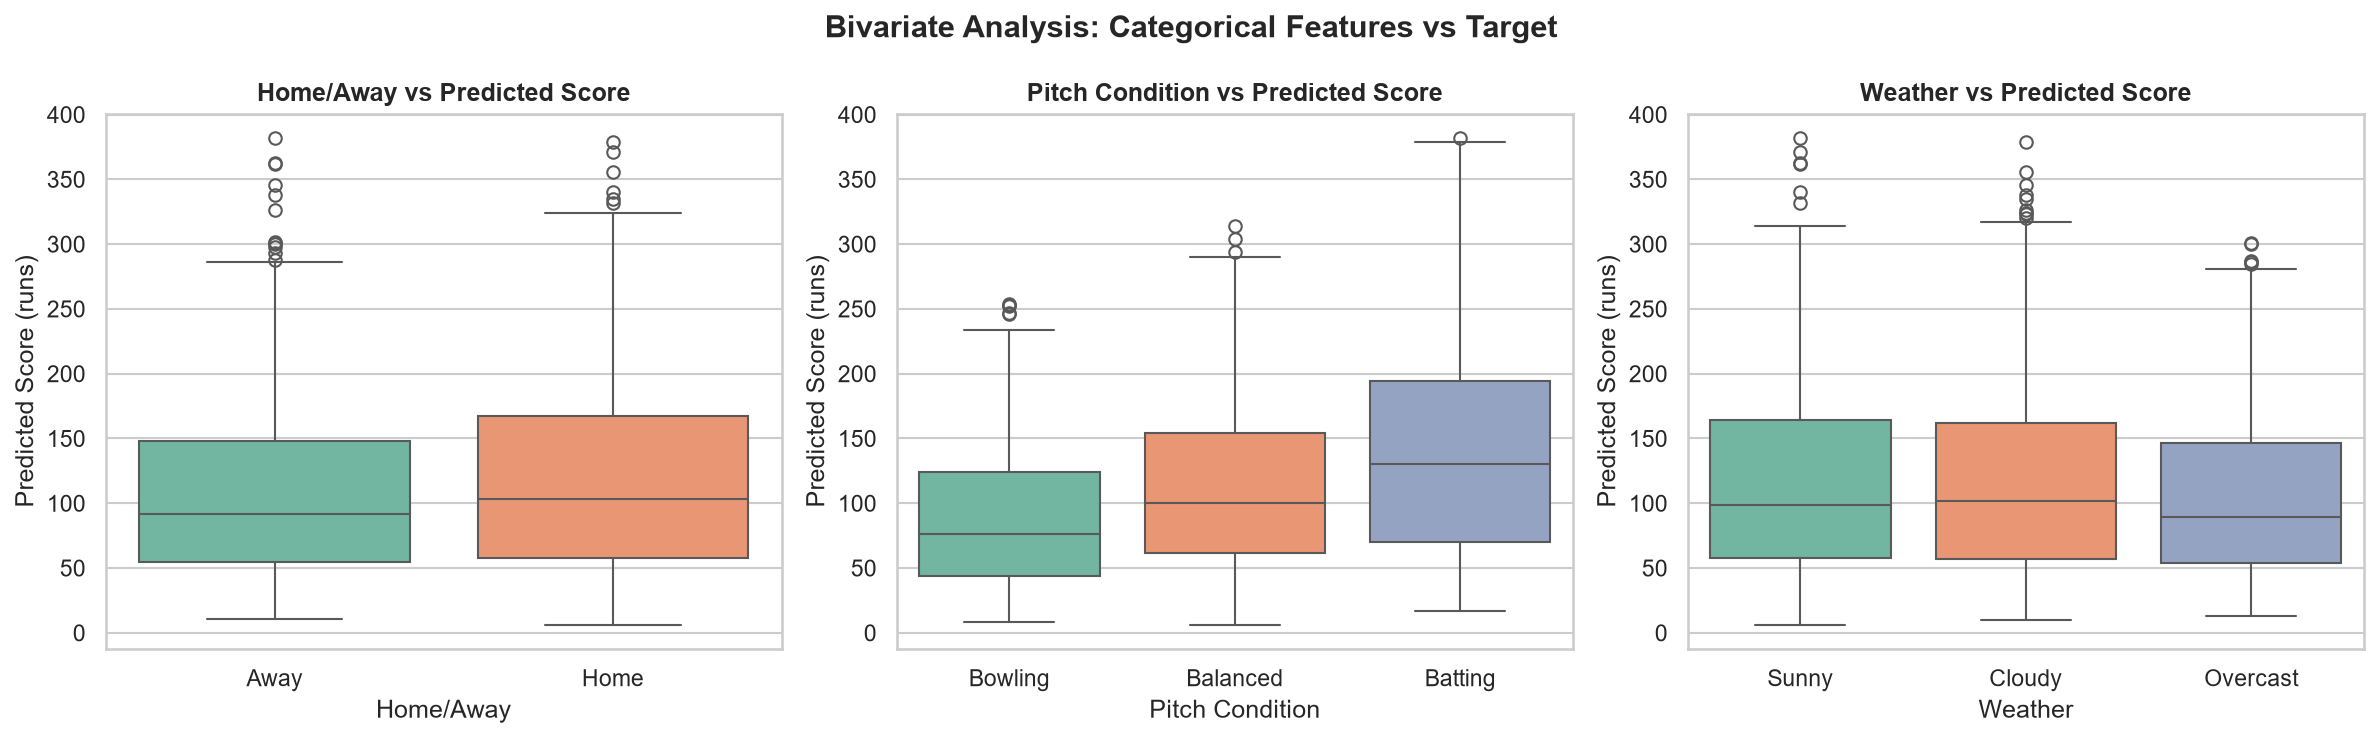 Bivariate Analysis: Categorical Features vs Target
Home/Away vs Predicted Score
Predicted Score (runs)
400
350
300
250
200
150
100
50
0
Away
Home
Home/Away
Pitch Condition vs Predicted Score
Predicted Score (runs)
400
350
300
250
200
150
100
50
0
Bowling
Balanced
Batting
Pitch Condition
Weather vs Predicted Score
Predicted Score (runs)
400
350
300
250
200
150
100
50
0
Sunny
Cloudy
Overcast
Weather